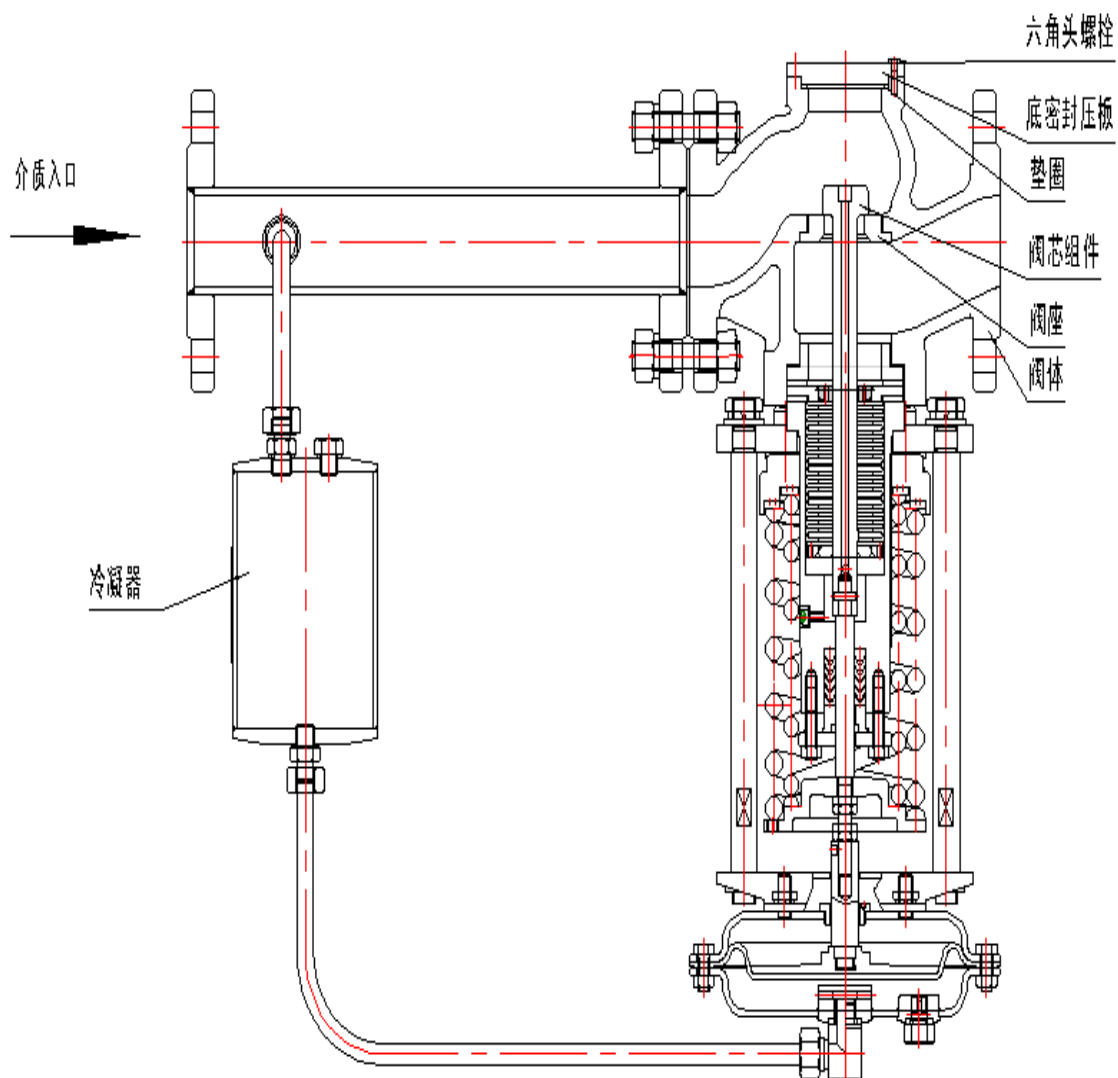 六角头螺栓
底密封压板
垫圈
介质入口
阀芯组件
阀座
阀体
冷凝器